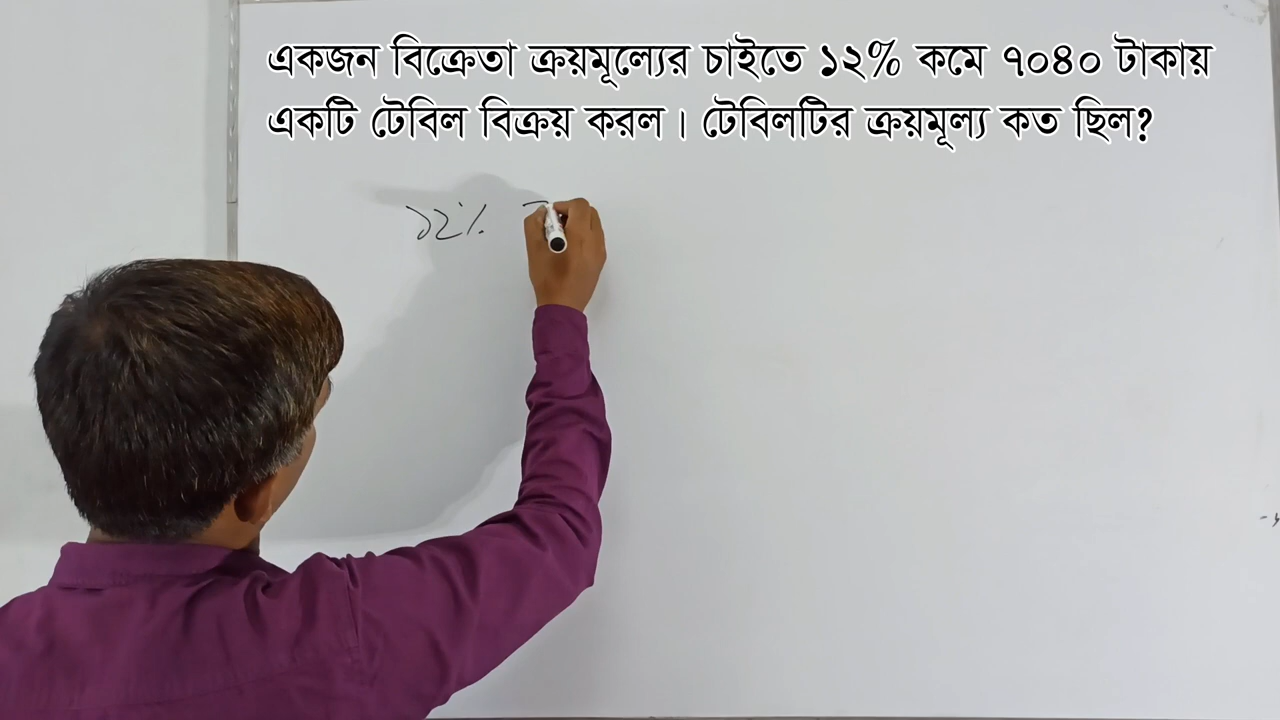 একজন বিক্রেতা ক্রয়মূল্যের চাইতে ১২% কমে ৭০৪০ টাকায়
একটি টেবিল বিক্রয় করল। টেবিলটির ক্রয়মূল্য কত ছিল?
১২%